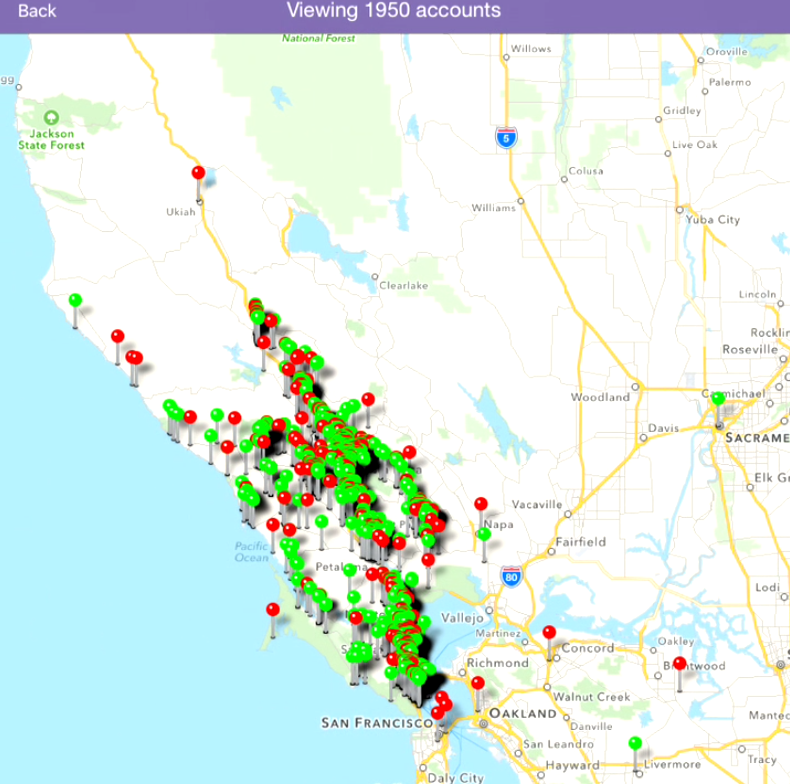 Back
Viewing 1950 accounts
National Forest
Willows
Oroville
gg
Palmero
Jackson
State Forest
Gridley
5
Live Oak
Colusa
Ukiah
Williams
Yuba City
Clearlake
Lincoln
Rocklin
Roseville
Woodland
Carmichael
Davis
SACRAME
Elk Gr
Vacaville
Napa
Fairfield
Pacific
Ocean
Petal
80
Lodi
Vallejo
Martinez
Concord
Oakley
Richmond
Brentwood
Walnut Creek
SAN FRANCISCO
OAKLAND
Danville
Mantec
San Leandro
Hayward
Livermore
Tracy
Daly City